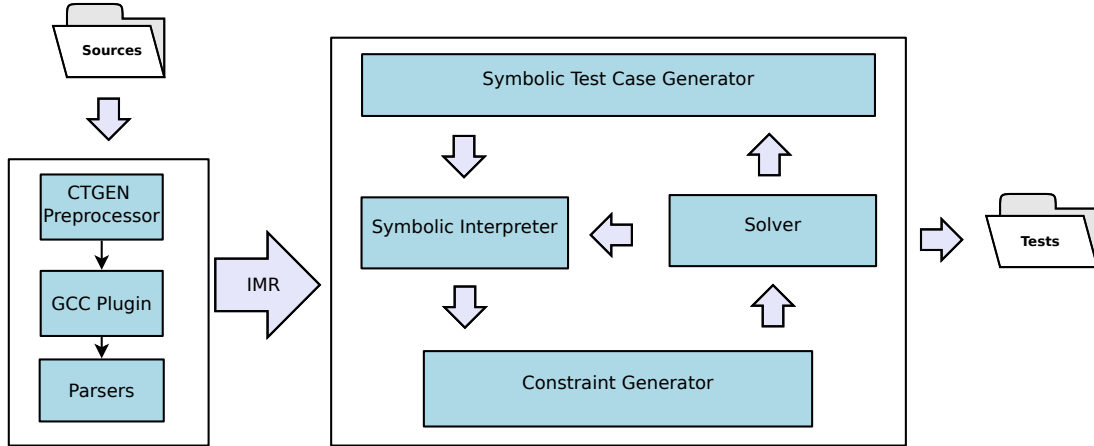 Sources
CTGEN
Preprocessor
GCC Plugin
Parsers
IMR
Symbolic Test Case Generator
Symbolic Interpreter
Solver
Constraint Generator
Tests